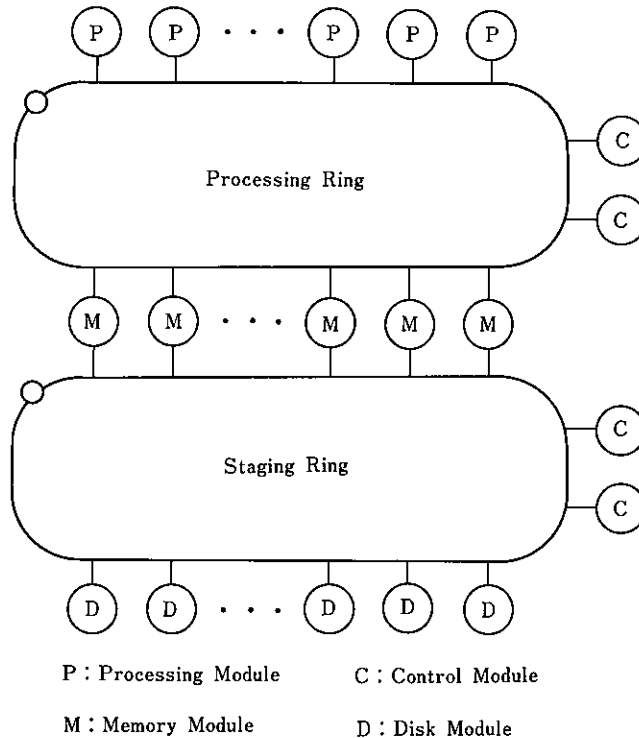 P P · · · P P P
Processing Ring
C
C
M M · · · M M M
Staging Ring
C
C
D D · · · D D D
P : Processing Module C : Control Module
M : Memory Module D : Disk Module